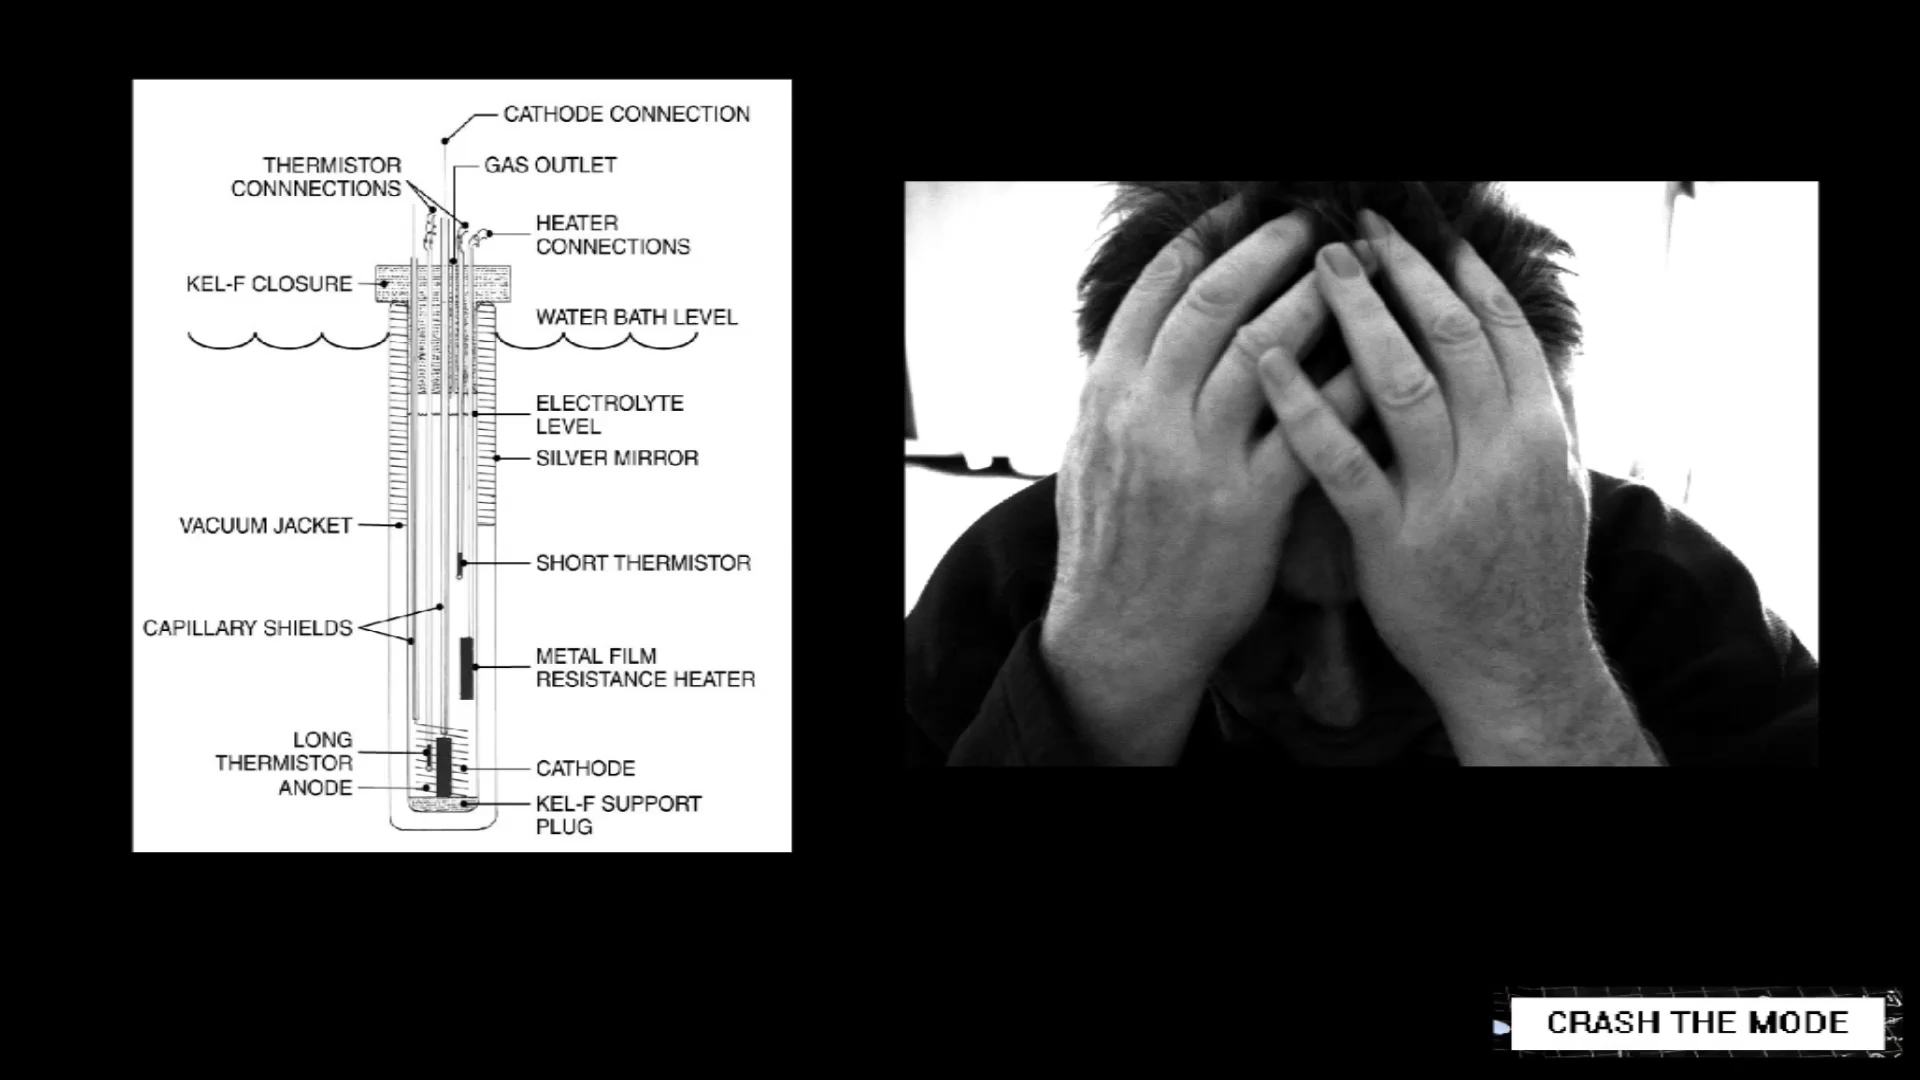 CATHODE CONNECTION
THERMISTOR
CONNNECTIONS
GAS OUTLET
HEATER
CONNECTIONS
KEL-F CLOSURE
WATER BATH LEVEL
ELECTROLYTE
LEVEL
SILVER MIRROR
VACUUM JACKET
SHORT THERMISTOR
CAPILLARY SHIELDS
METAL FILM
RESISTANCE HEATER
LONG
THERMISTOR
ANODE
CATHODE
KEL-F SUPPORT
PLUG
CRASH THE MODE